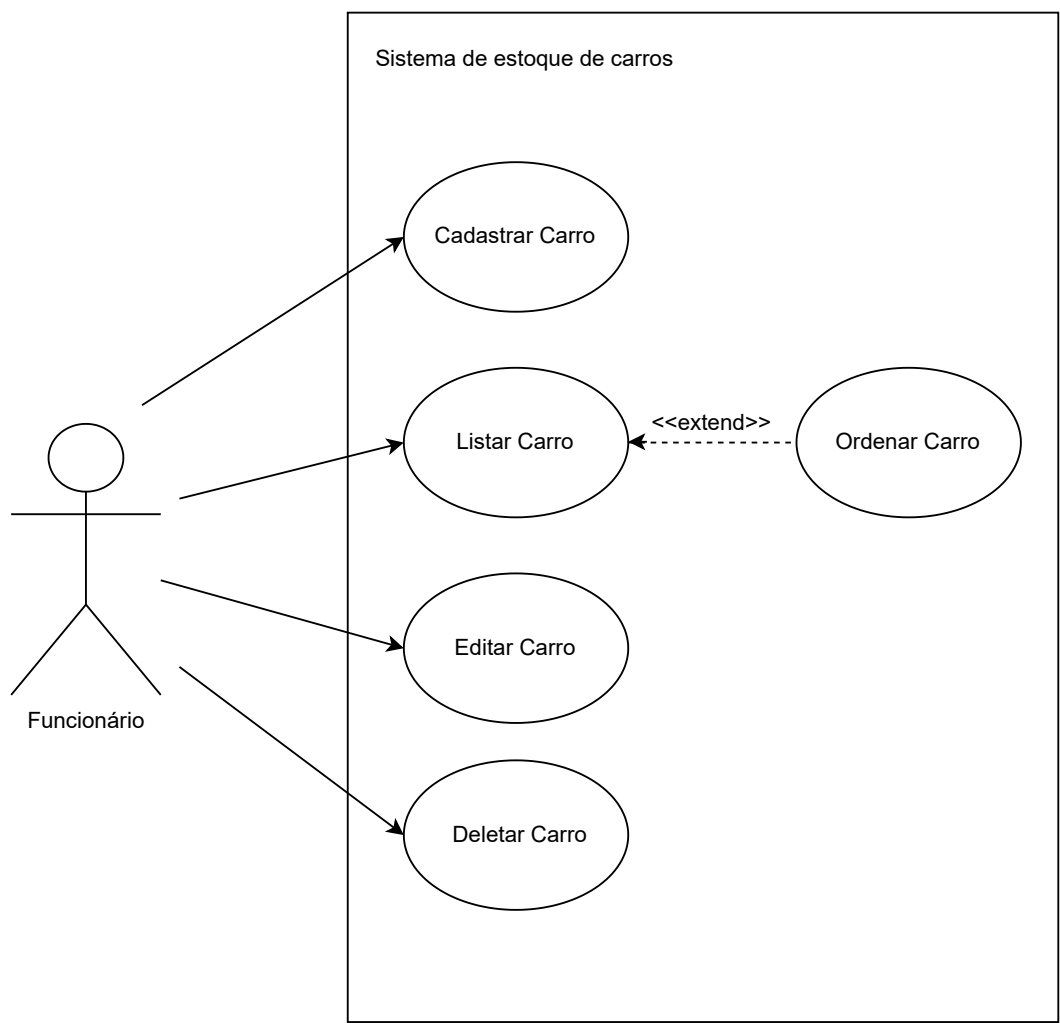 Sistema de estoque de carros
Cadastrar Carro
Listar Carro
<<extend>>
Ordenar Carro
Editar Carro
Funcionário
Deletar Carro